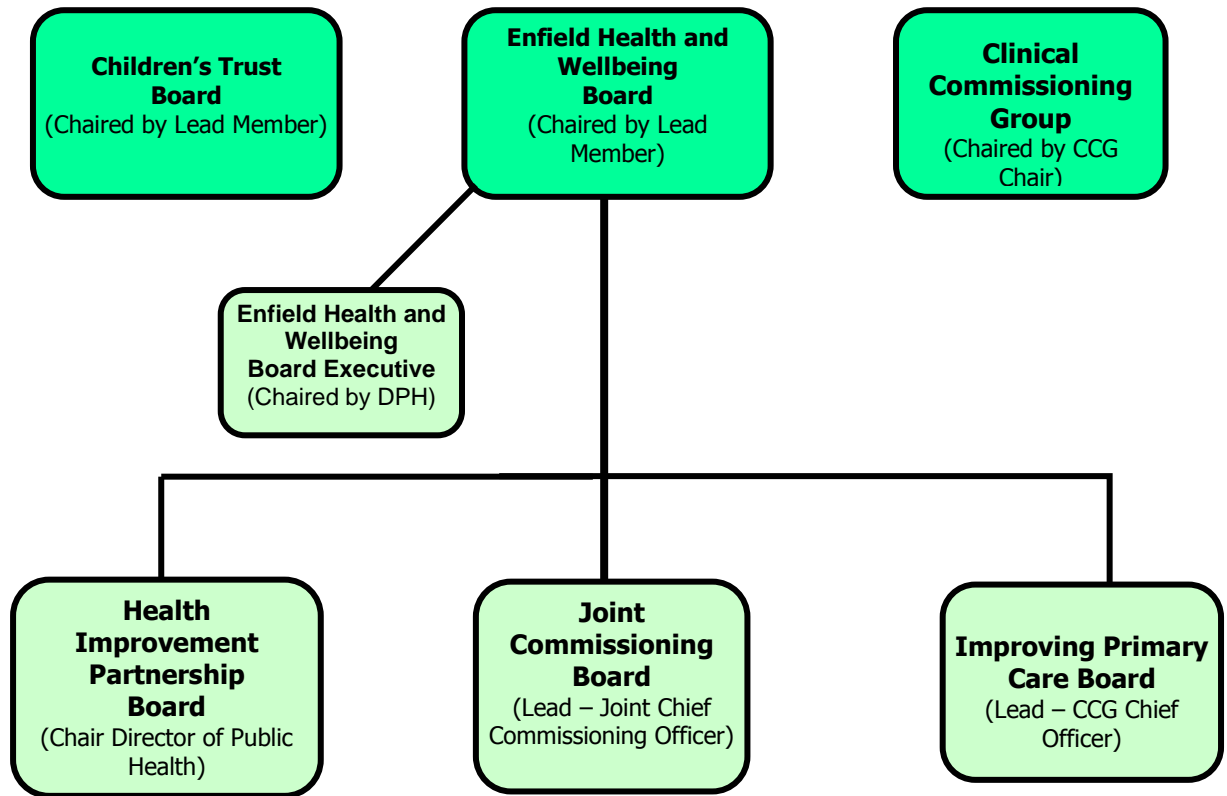 Children's Trust
Board
(Chaired by Lead Member)
Enfield Health and
Wellbeing
Board
(Chaired by Lead
Member)
Clinical
Commissioning
Group
(Chaired by CCG
Chair)
Enfield Health and
Wellbeing
Board Executive
(Chaired by DPH)
Health
Improvement
Partnership
Board
(Chair Director of Public
Health)
Joint
Commissioning
Board
(Lead – Joint Chief
Commissioning Officer)
Improving Primary
Care Board
(Lead – CCG Chief
Officer)